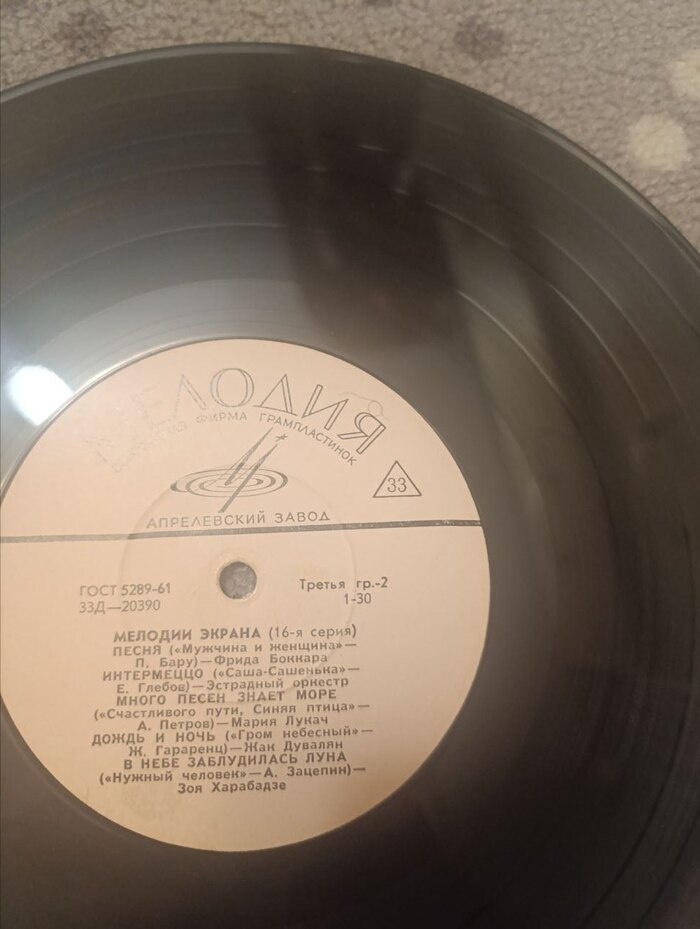 МЕЛОДИЯ
ФИРМА ГРАМПЛАСТИНОК
33
АПРЕЛЕВСКИЙ ЗАВОД
ГОСТ 5289-61
Третья гр.-2
33Д—20390
1-30
МЕЛОДИИ ЭКРАНА (16-я серия)
ПЕСНЯ («Мужчина и женщина»—
П. Бару)—Фрида Боккара
ИНТЕРМЕЦЦО («Саша-Сашенька»—
Е. Глебов)—Эстрадный оркестр
МНОГО ПЕСЕН ЗНАЕТ МОРЕ
(«Счастливого пути, Синяя птица»—
А. Петров)—Мария Лукач
ДОЖДЬ И НОЧЬ («Гром небесный»—
Ж. Гараренц)—Жак Дувалян
В НЕБЕ ЗАБЛУДИЛАСЬ ЛУНА
(«Нужный человек»—А. Зацепин)—
Зоя Харабадзе